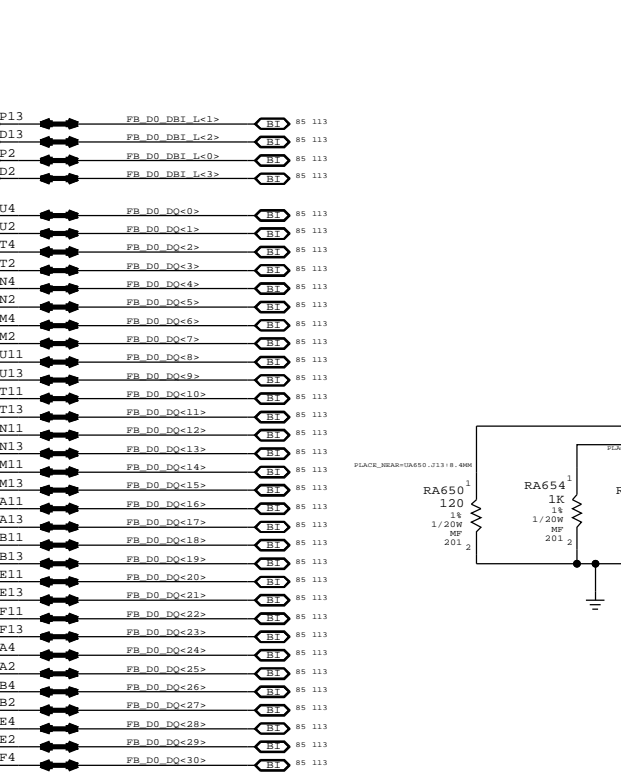 P13 FB_D0_DBI_L<1> BI 85 113
D13 FB_D0_DBI_L<2> BI 85 113
P2 FB_D0_DBI_L<0> BI 85 113
D2 FB_D0_DBI_L<3> BI 85 113
U4 FB_D0_DQ<0> BI 85 113
U2 FB_D0_DQ<1> BI 85 113
T4 FB_D0_DQ<2> BI 85 113
T2 FB_D0_DQ<3> BI 85 113
N4 FB_D0_DQ<4> BI 85 113
N2 FB_D0_DQ<5> BI 85 113
M4 FB_D0_DQ<6> BI 85 113
M2 FB_D0_DQ<7> BI 85 113
U11 FB_D0_DQ<8> BI 85 113
U13 FB_D0_DQ<9> BI 85 113
T11 FB_D0_DQ<10> BI 85 113
T13 FB_D0_DQ<11> BI 85 113
N11 FB_D0_DQ<12> BI 85 113
N13 FB_D0_DQ<13> BI 85 113
M11 FB_D0_DQ<14> BI 85 113
M13 FB_D0_DQ<15> BI 85 113
A11 FB_D0_DQ<16> BI 85 113
A13 FB_D0_DQ<17> BI 85 113
B11 FB_D0_DQ<18> BI 85 113
B13 FB_D0_DQ<19> BI 85 113
E11 FB_D0_DQ<20> BI 85 113
E13 FB_D0_DQ<21> BI 85 113
F11 FB_D0_DQ<22> BI 85 113
F13 FB_D0_DQ<23> BI 85 113
A4 FB_D0_DQ<24> BI 85 113
A2 FB_D0_DQ<25> BI 85 113
B4 FB_D0_DQ<26> BI 85 113
B2 FB_D0_DQ<27> BI 85 113
E4 FB_D0_DQ<28> BI 85 113
E2 FB_D0_DQ<29> BI 85 113
F4 FB_D0_DQ<30> BI 85 113
PLACE_NEAR=UA650.J13:8.4MM
RA650 1
120
1%
1/20W
MF
201 2
RA654 1
1K
1%
1/20W
MF
201 2